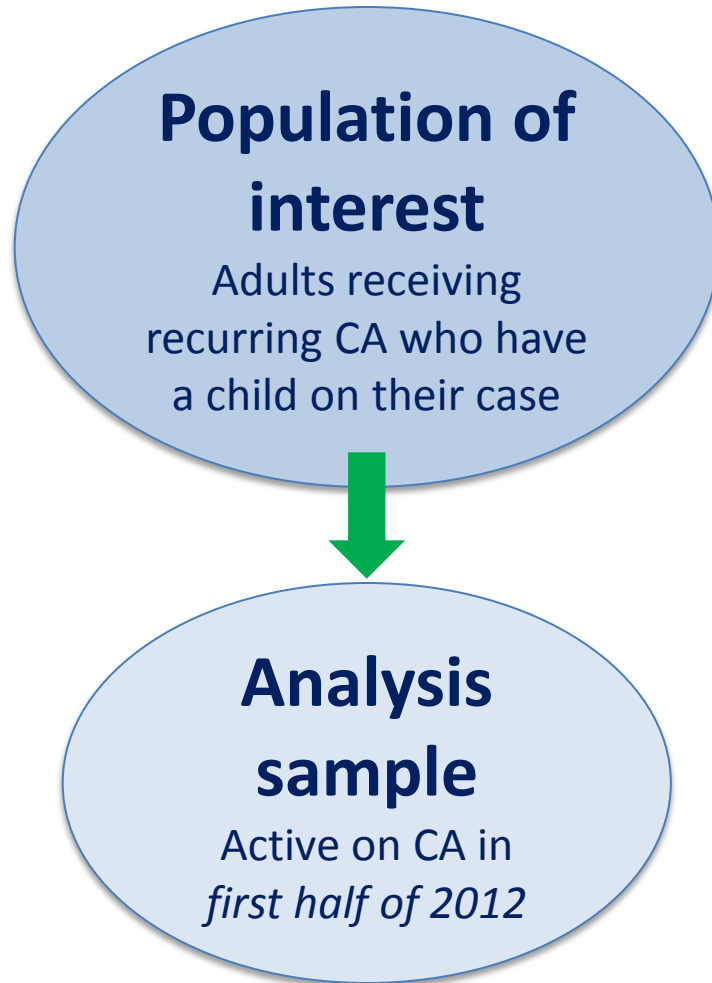 Population of
interest
Adults receiving
recurring CA who have
a child on their case
Analysis
sample
Active on CA in
first half of 2012